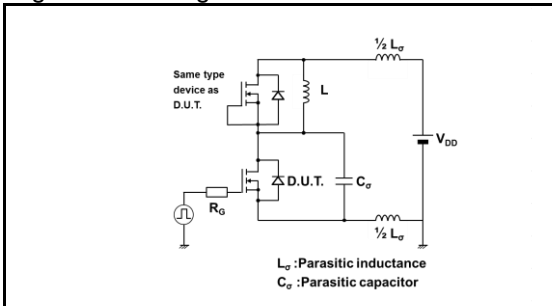 ½ Lσ
Same type
device as
D.U.T.
L
VDD
D.U.T.
Cσ
RG
½ Lσ
Lσ :Parasitic inductance
Cσ :Parasitic capacitor